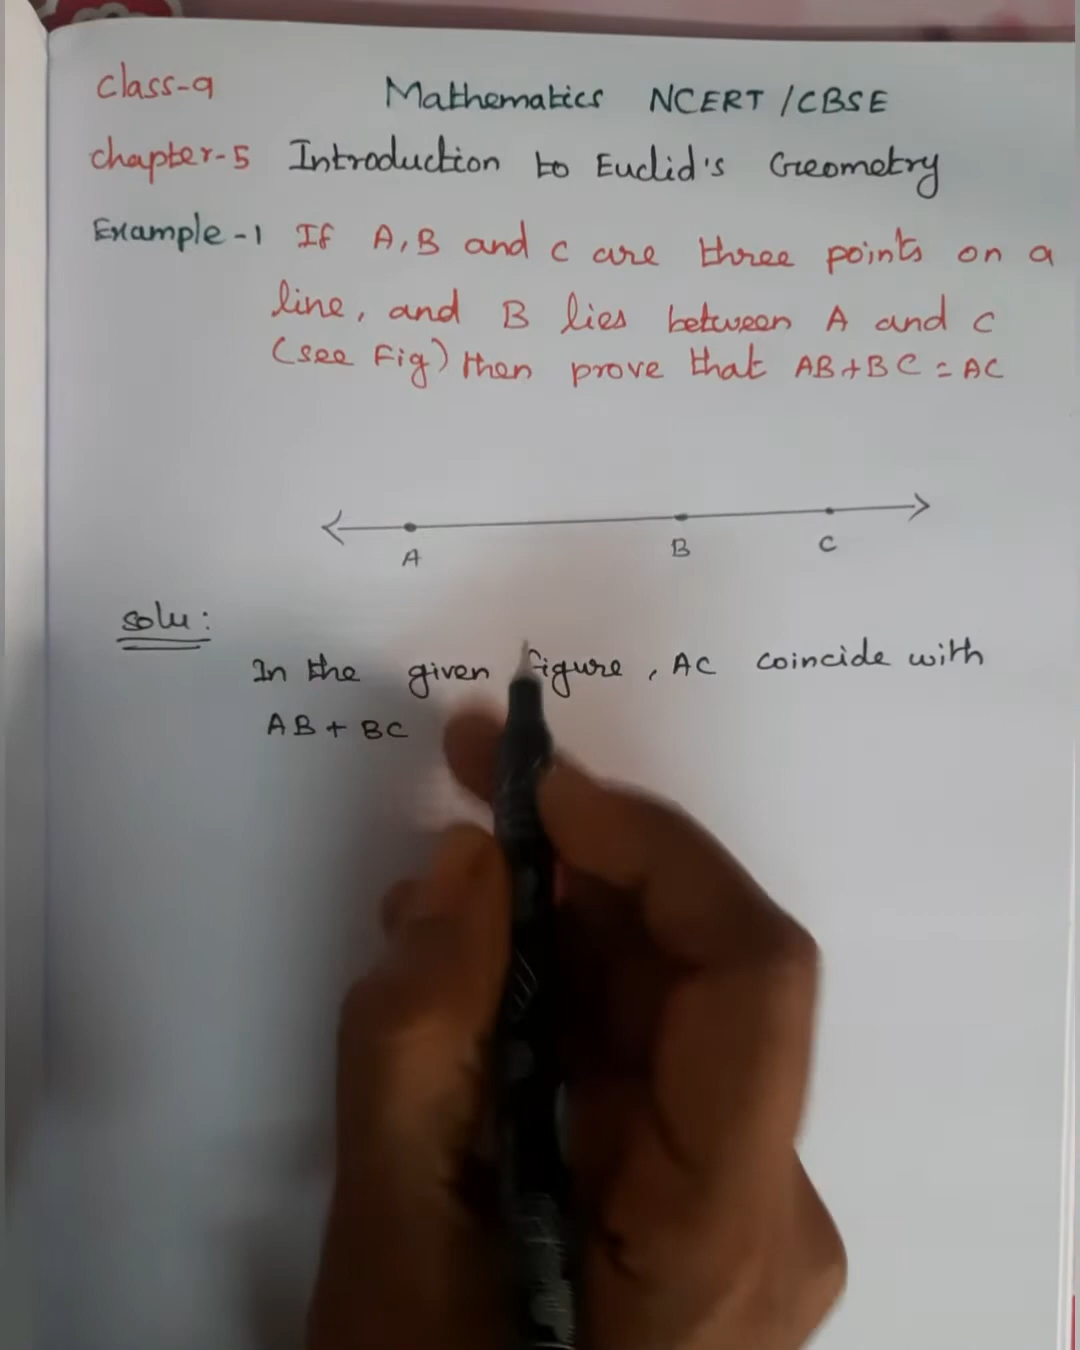 Class-9 Mathematics NCERT / CBSE
Chapter-5 Introduction to Euclid's Geometry
Example-1 If A, B and C are three points on a
line, and B lies between A and C
(see Fig) then prove that AB+BC = AC
A B C
Solu:
In the given figure, AC coincide with
AB + BC